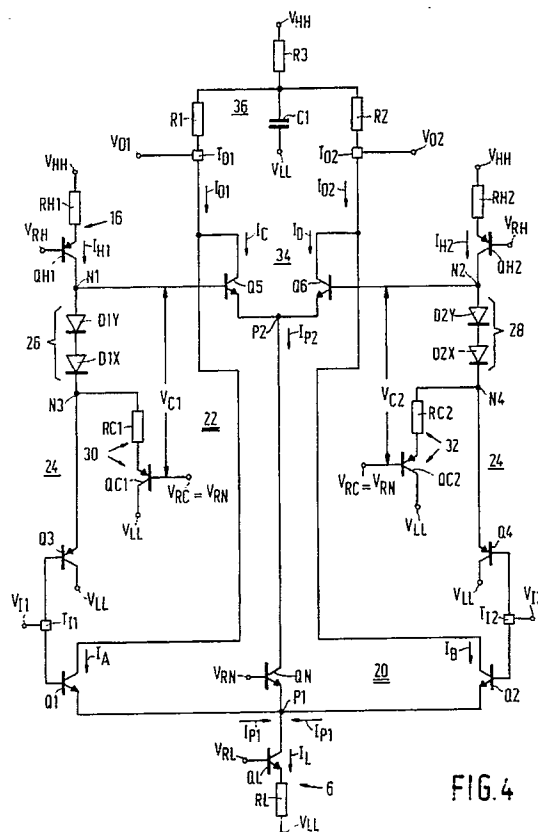 VHH
R3
R1 36 C1 R2
VLL
VO1 TO1 TO2 VO2
VHH VHH
RH1 16 IO1 IO2 RH2
VRH IH1 IC 34 ID IH2 VRH
QH1 N1 Q5 Q6 N2 QH2
26 D1Y P2 IP2 D2Y 28
D1X D2X
N3 VC1 VC2 N4
RC1 22 RC2
24 30 32 24
QC1 VRC=VRN VRC=VRN QC2
VLL VLL
Q3 Q4
VI1 VLL VLL
TI1 TI2
IA VRN QN 20 IB
Q1 P1 Q2
IP1 IP1
VRL IL
QL 6
RL
VLL
FIG.4